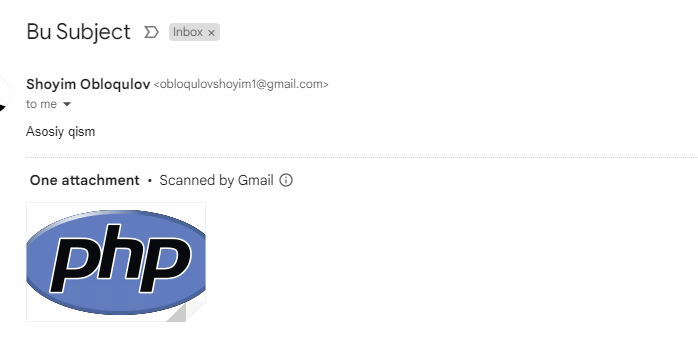 Bu Subject Inbox ×
Shoyim Obloqulov <obloqulovshoyim1@gmail.com>
to me
Asosiy qism
One attachment • Scanned by Gmail
php